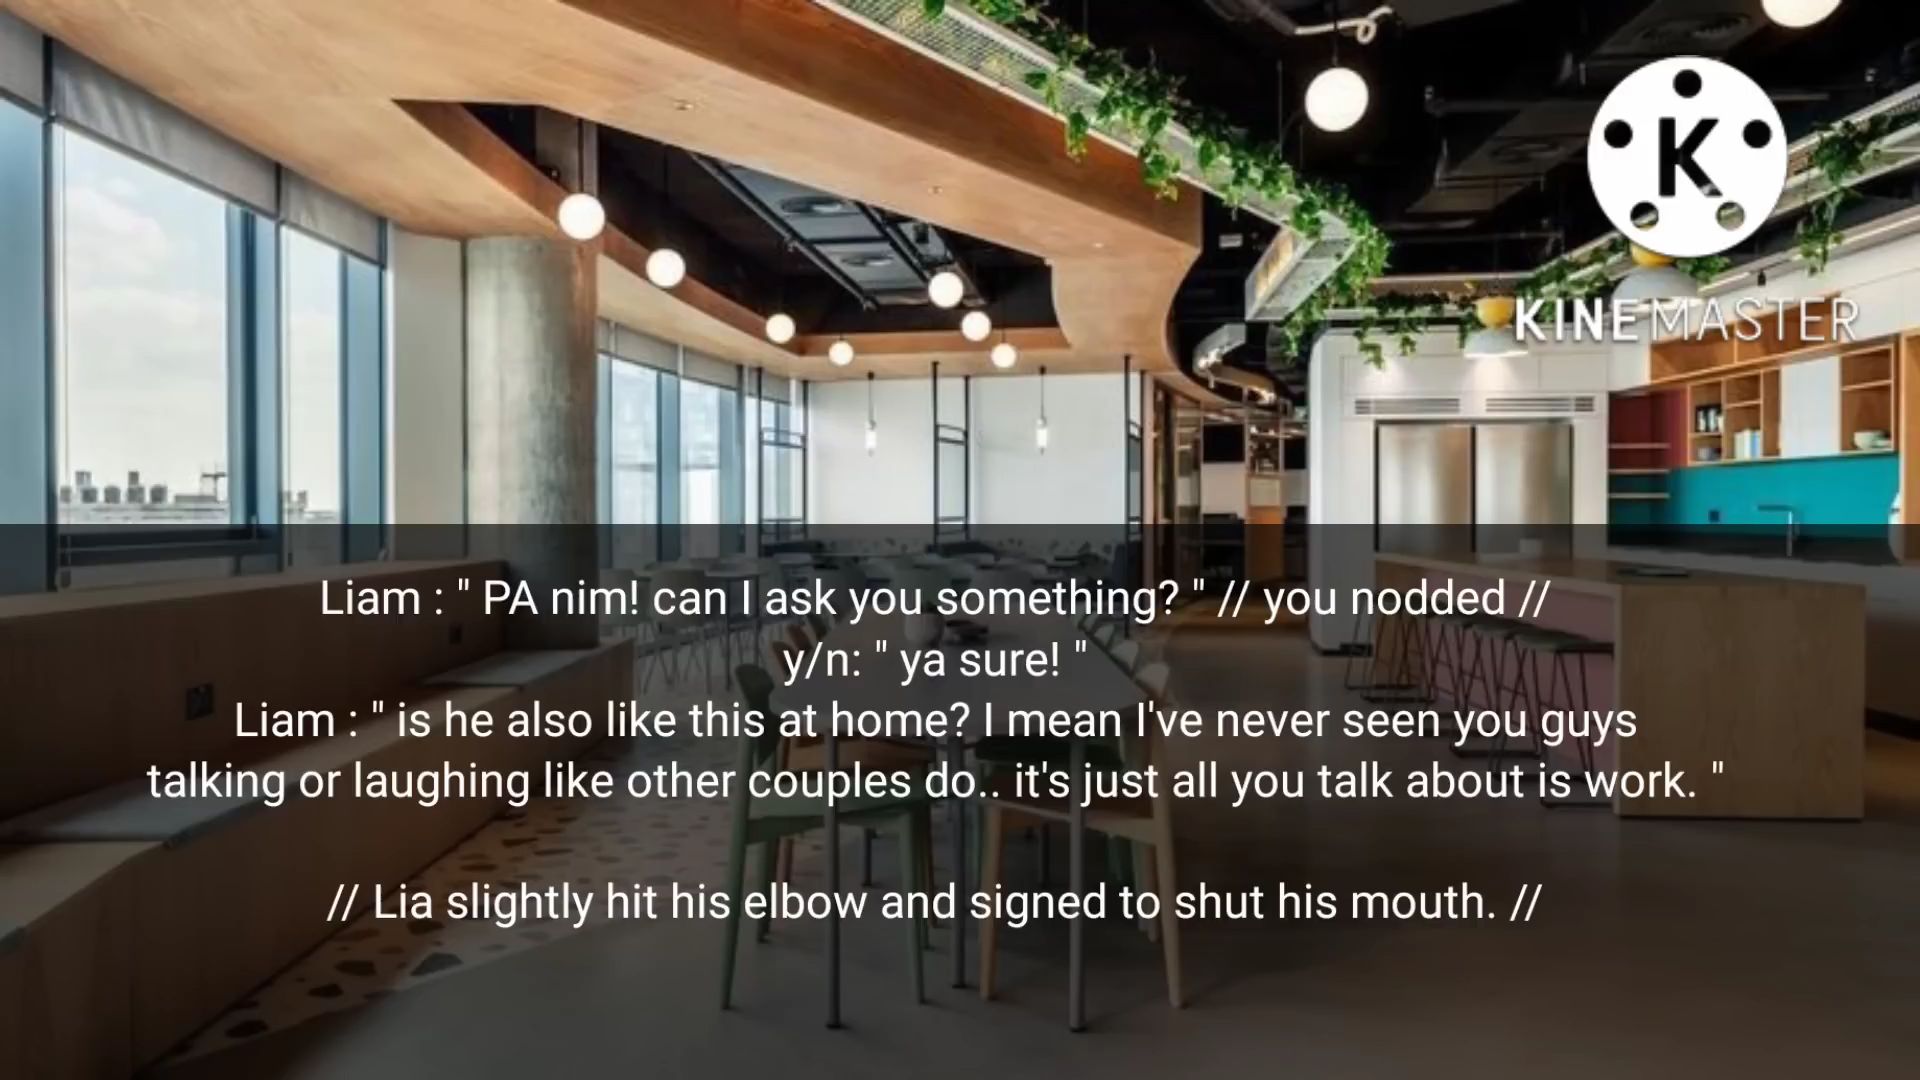 K
KINEMASTER
Liam : " PA nim! can I ask you something? " // you nodded //
y/n: " ya sure! "
Liam : " is he also like this at home? I mean I've never seen you guys
talking or laughing like other couples do.. it's just all you talk about is work. "
// Lia slightly hit his elbow and signed to shut his mouth. //